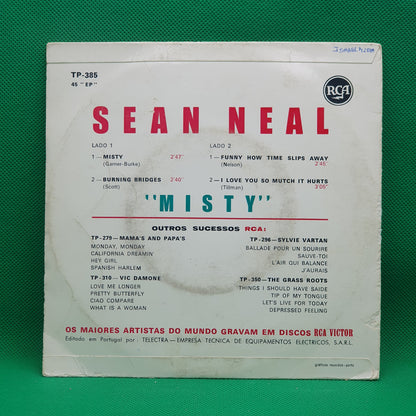 TP-385
45 "EP"
RCA
SEAN NEAL
LADO 1
1—MISTY 2'47"
(Garner-Burke)
2—BURNING BRIDGES 2'40"
(Scott)
LADO 2
1—FUNNY HOW TIME SLIPS AWAY
(Nelson) 2'45"
2—I LOVE YOU SO MUTCH IT HURTS
(Tillman) 3'05"
"MISTY"
OUTROS SUCESSOS RCA:
TP-279—MAMA'S AND PAPA'S
MONDAY, MONDAY
CALIFORNIA DREAMIN
HEY GIRL
SPANISH HARLEM
TP-310—VIC DAMONE
LOVE ME LONGER
PRETTY BUTTERFLY
CIAO COMPARE
WHAT IS A WOMAN
TP-296—SYLVIE VARTAN
BALLADE POUR UN SOURIRE
SAUVE-TOI
L'AIR QUI BALANCE
J'AURAIS
TP-350—THE GRASS ROOTS
THINGS I SHOULD HAVE SAIDE
TIP OF MY TONGUE
LET'S LIVE FOR TODAY
DEPRESSED FEELING
OS MAIORES ARTISTAS DO MUNDO GRAVAM EM DISCOS RCA VICTOR
Editado em Portugal por: TELECTRA—EMPRESA TÉCNICA DE EQUIPAMENTOS ELÉCTRICOS, S.A.R.L.
gráficos reunidos-porto